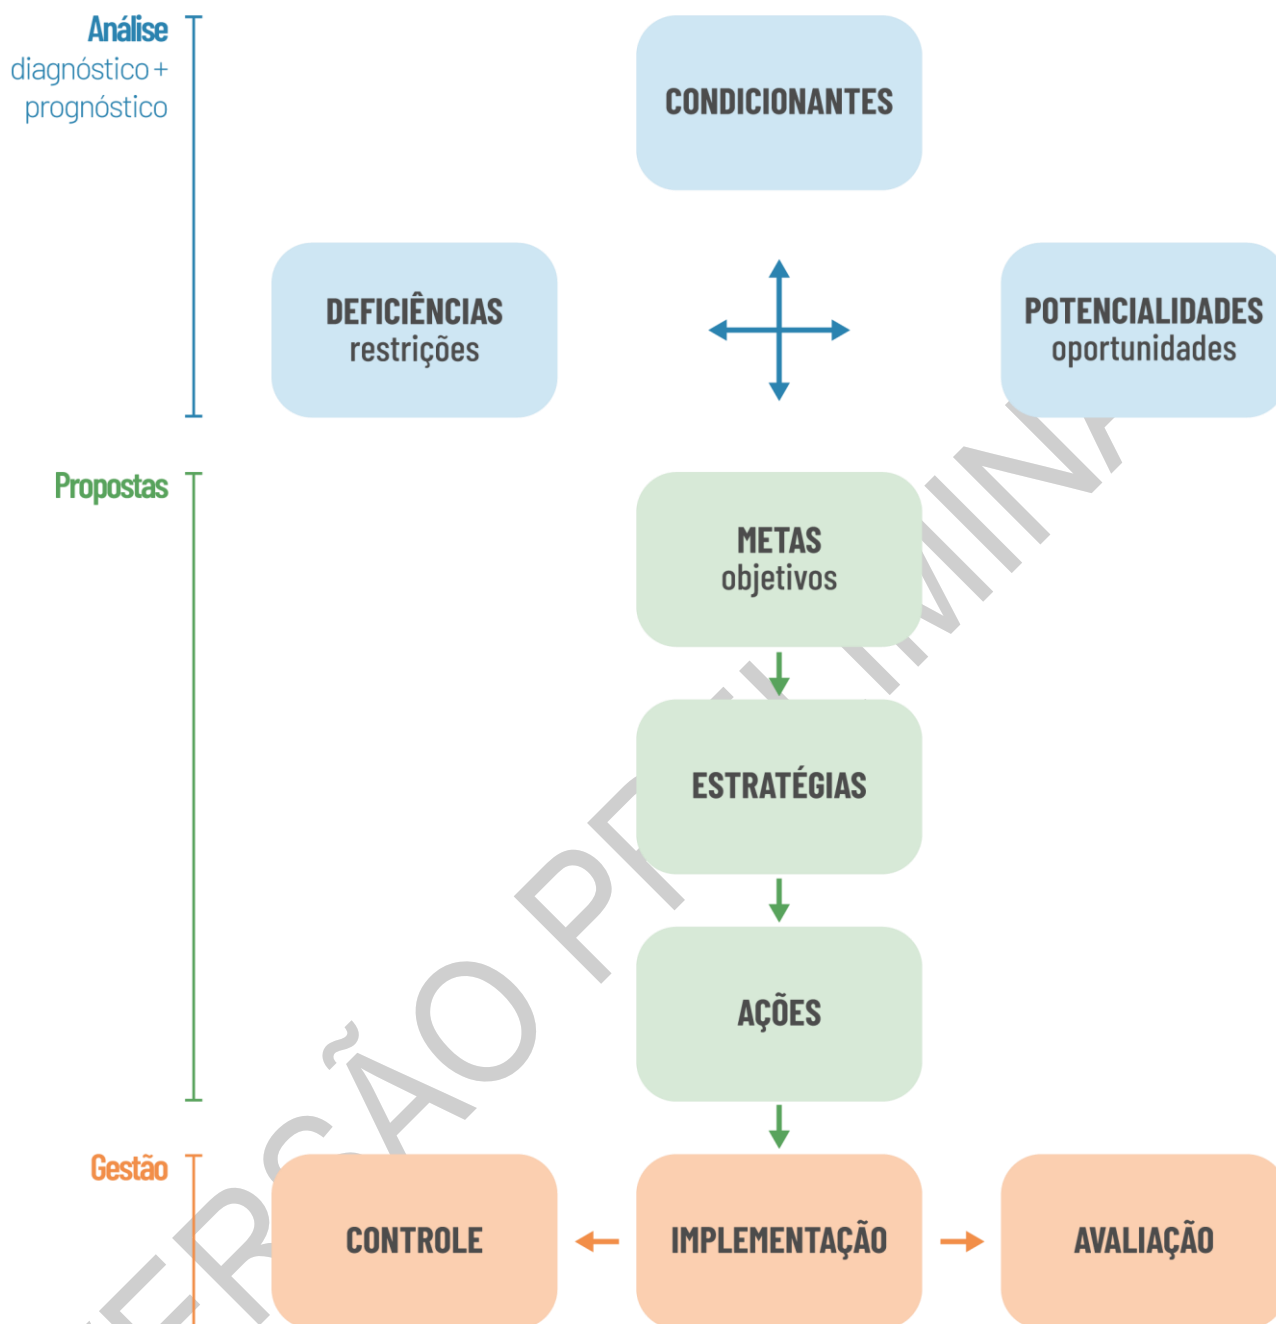 Análise
diagnóstico +
prognóstico
CONDICIONANTES
DEFICIÊNCIAS
restrições
POTENCIALIDADES
oportunidades
Propostas
METAS
objetivos
ESTRATÉGIAS
AÇÕES
Gestão
CONTROLE
IMPLEMENTAÇÃO
AVALIAÇÃO